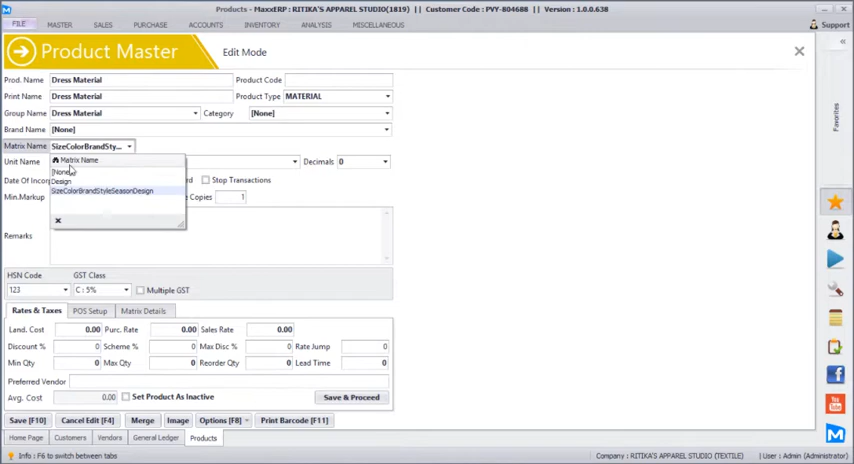 Products - MaxxERP : RITIKA'S APPAREL STUDIO(1819) || Customer Code : PVY-804688 || Version : 1.0.0.638
FILE MASTER SALES PURCHASE ACCOUNTS INVENTORY ANALYSIS MISCELLANEOUS Support
Product Master Edit Mode
Prod. Name Dress Material Product Code
Print Name Dress Material Product Type MATERIAL
Group Name Dress Material Category [None]
Brand Name [None]
Matrix Name SizeColorBrandSty...
Matrix Name
Unit Name Decimals 0
[None]
Date Of Incor Design Stop Transactions
SizeColorBrandStyleSeasonDesign
Min.Markup Copies 1
Remarks
HSN Code GST Class
123 C : 5% Multiple GST
Rates & Taxes POS Setup Matrix Details
Land. Cost 0.00 Purc. Rate 0.00 Sales Rate 0.00
Discount % 0 Scheme % 0 Max Disc % 0 Rate Jump 0
Min Qty 0 Max Qty 0 Reorder Qty 0 Lead Time 0
Preferred Vendor
Avg. Cost 0.00 Set Product As Inactive Save & Proceed
Save [F10] Cancel Edit [F4] Merge Image Options [F8] Print Barcode [F11]
Home Page Customers Vendors General Ledger Products
Info : F6 to switch between tabs Company : RITIKA'S APPAREL STUDIO (TEXTILE) User : Admin (Administrator)
Favorites
You
Tube